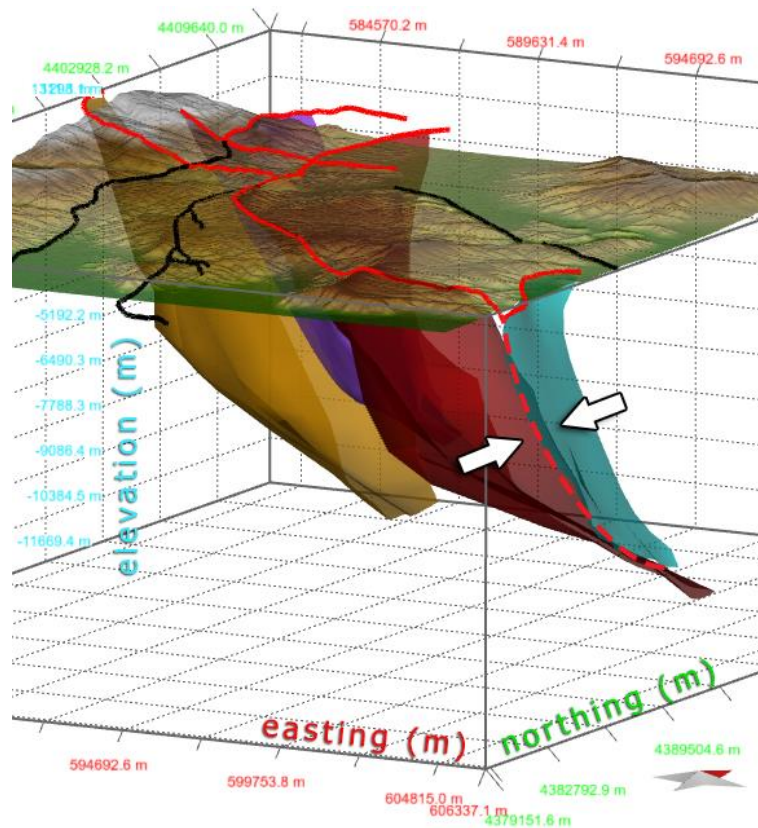 584570.2 m
4409640.0 m
589631.4 m
4402928.2 m
594692.6 m
-5192.2 m
-6490.3 m
-7788.3 m
-9086.4 m
-10384.5 m
-11669.4 m
elevation (m)
easting (m)
northing (m)
594692.6 m
599753.8 m
604815.0 m
606337.1 m
4379151.6 m
4382792.9 m
4389504.6 m